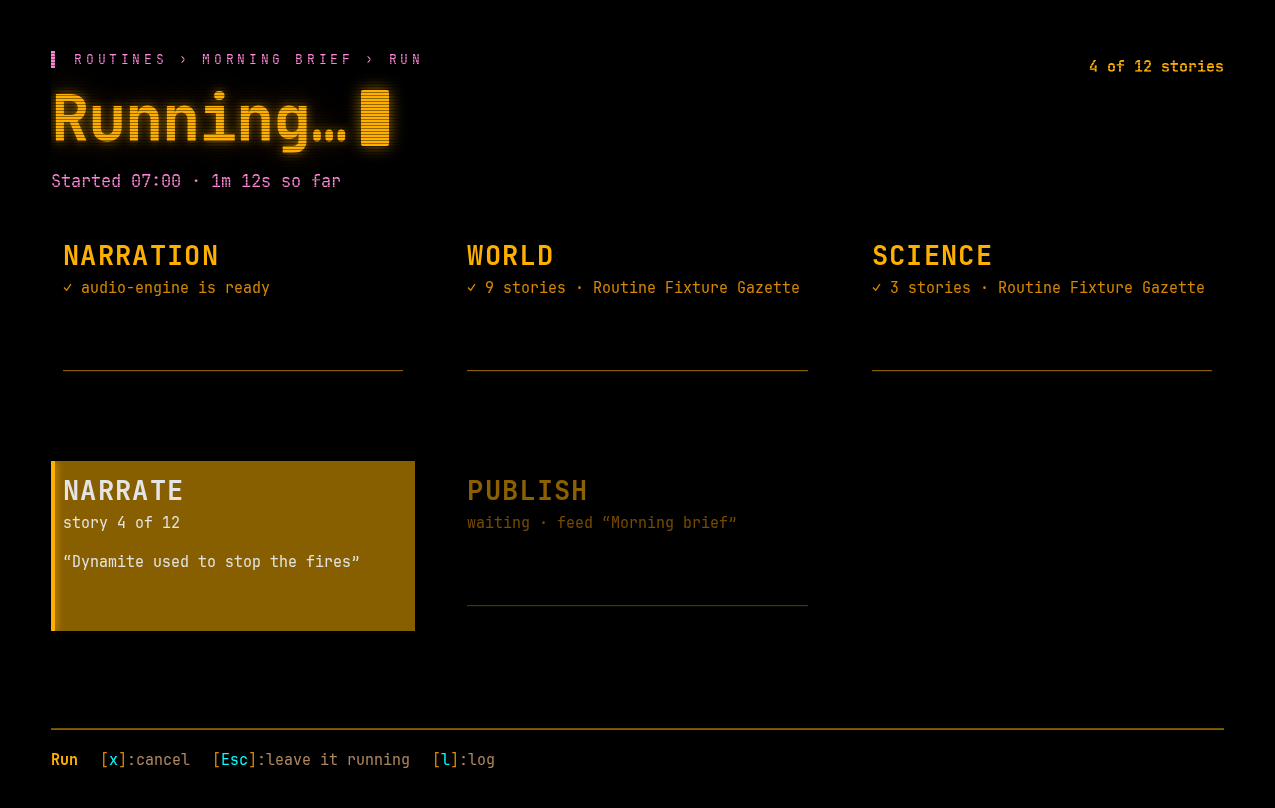 ROUTINES › MORNING BRIEF › RUN
4 of 12 stories
Running…
Started 07:00 · 1m 12s so far
NARRATION
✓ audio-engine is ready
WORLD
✓ 9 stories · Routine Fixture Gazette
SCIENCE
✓ 3 stories · Routine Fixture Gazette
NARRATE
story 4 of 12
“Dynamite used to stop the fires”
PUBLISH
waiting · feed “Morning brief”
Run [x]:cancel [Esc]:leave it running [l]:log